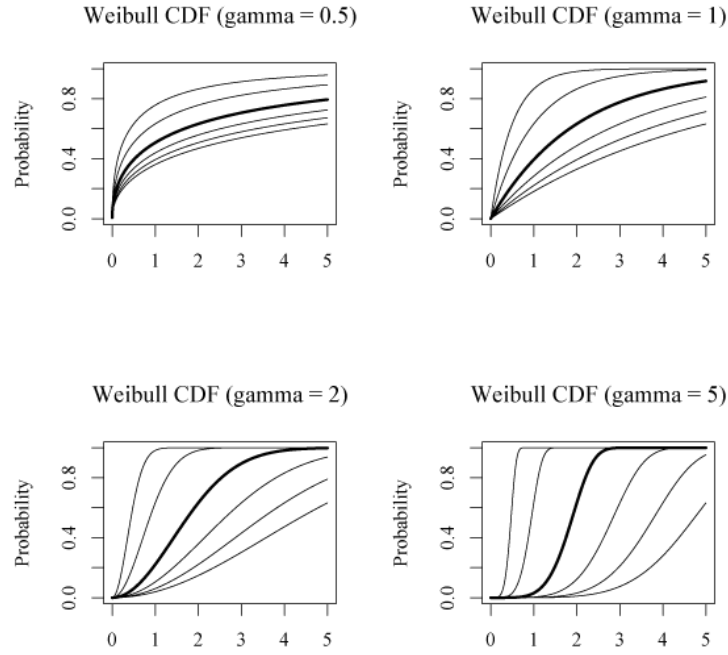 Weibull CDF (gamma = 0.5)
Probability
0.0 0.4 0.8
0 1 2 3 4 5
Weibull CDF (gamma = 1)
Probability
0.0 0.4 0.8
0 1 2 3 4 5
Weibull CDF (gamma = 2)
Probability
0.0 0.4 0.8
0 1 2 3 4 5
Weibull CDF (gamma = 5)
Probability
0.0 0.4 0.8
0 1 2 3 4 5